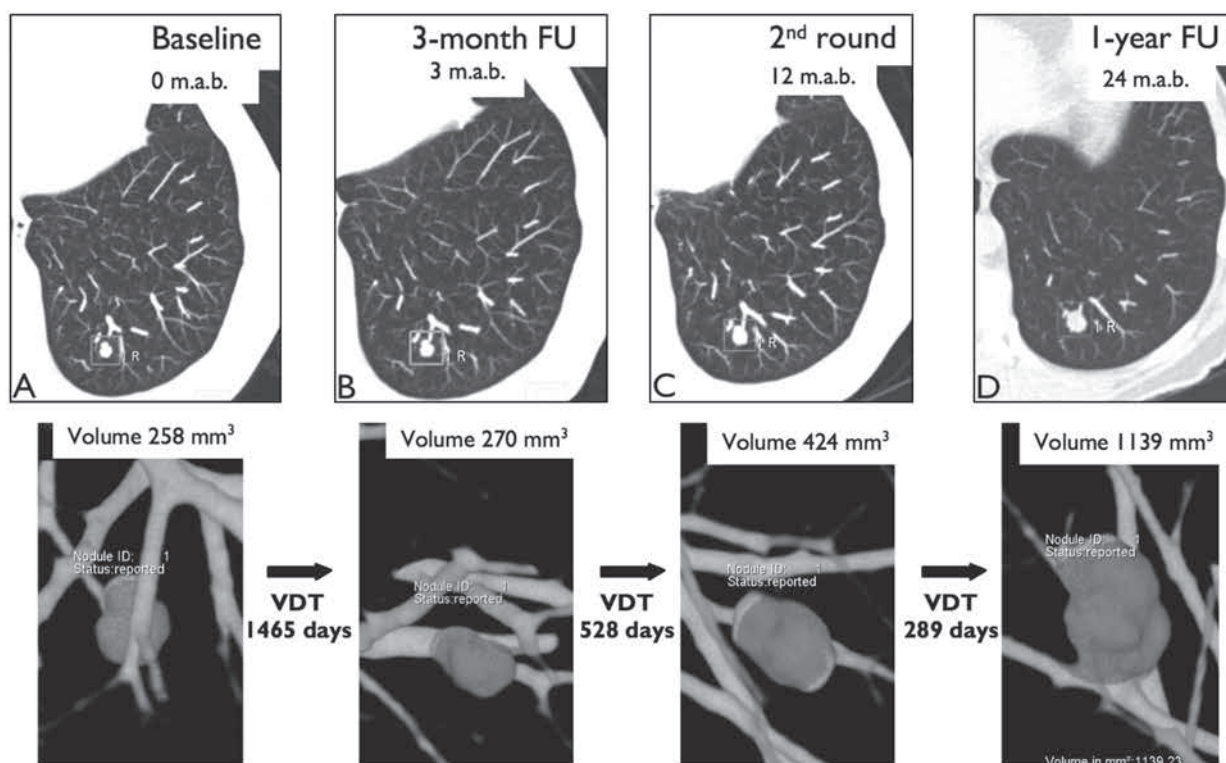 Baseline
0 m.a.b.
3-month FU
3 m.a.b.
2nd round
12 m.a.b.
1-year FU
24 m.a.b.
R
1 R
1 R
1 R
A
B
C
D
Volume 258 mm³
Volume 270 mm³
Volume 424 mm³
Volume 1139 mm³
Nodule ID: 1
Status:reported
VDT
1465 days
Nodule ID: 1
Status:reported
VDT
528 days
Nodule ID: 1
Status:reported
VDT
289 days
Nodule ID: 1
Status:reported
Volume in mm³:1139.23